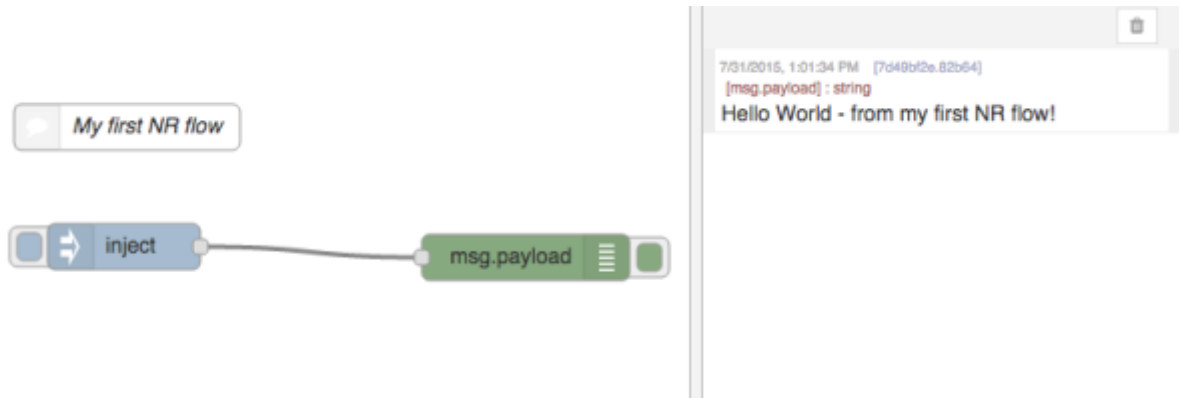 My first NR flow
inject
msg.payload
7/31/2015, 1:01:34 PM [7d49bf2e.82b64]
[msg.payload] : string
Hello World - from my first NR flow!